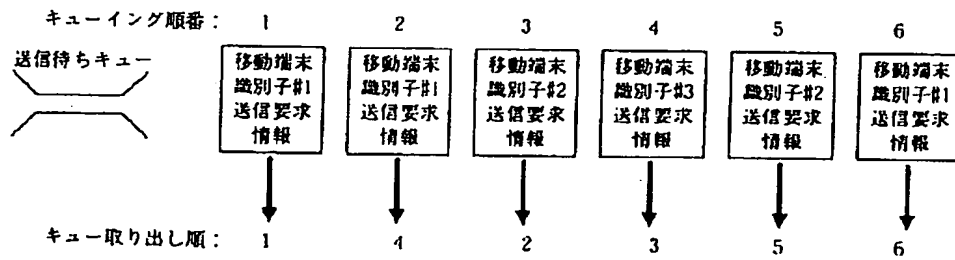 キューイング順番： 1 2 3 4 5 6
送信待ちキュー
移動端末
識別子#1
送信要求
情報
移動端末
識別子#1
送信要求
情報
移動端末
識別子#2
送信要求
情報
移動端末
識別子#3
送信要求
情報
移動端末
識別子#2
送信要求
情報
移動端末
識別子#1
送信要求
情報
キュー取り出し順： 1 4 2 3 5 6